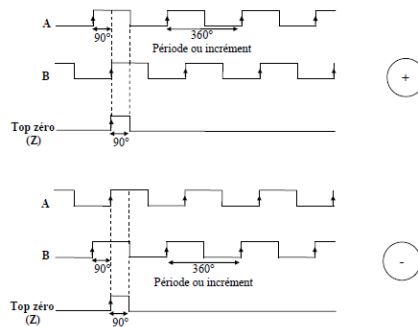 A
90°
360°
Période ou incrément
B
+
Top zéro
(Z)
90°
A
B
90°
360°
-
Période ou incrément
Top zéro
(Z)
90°